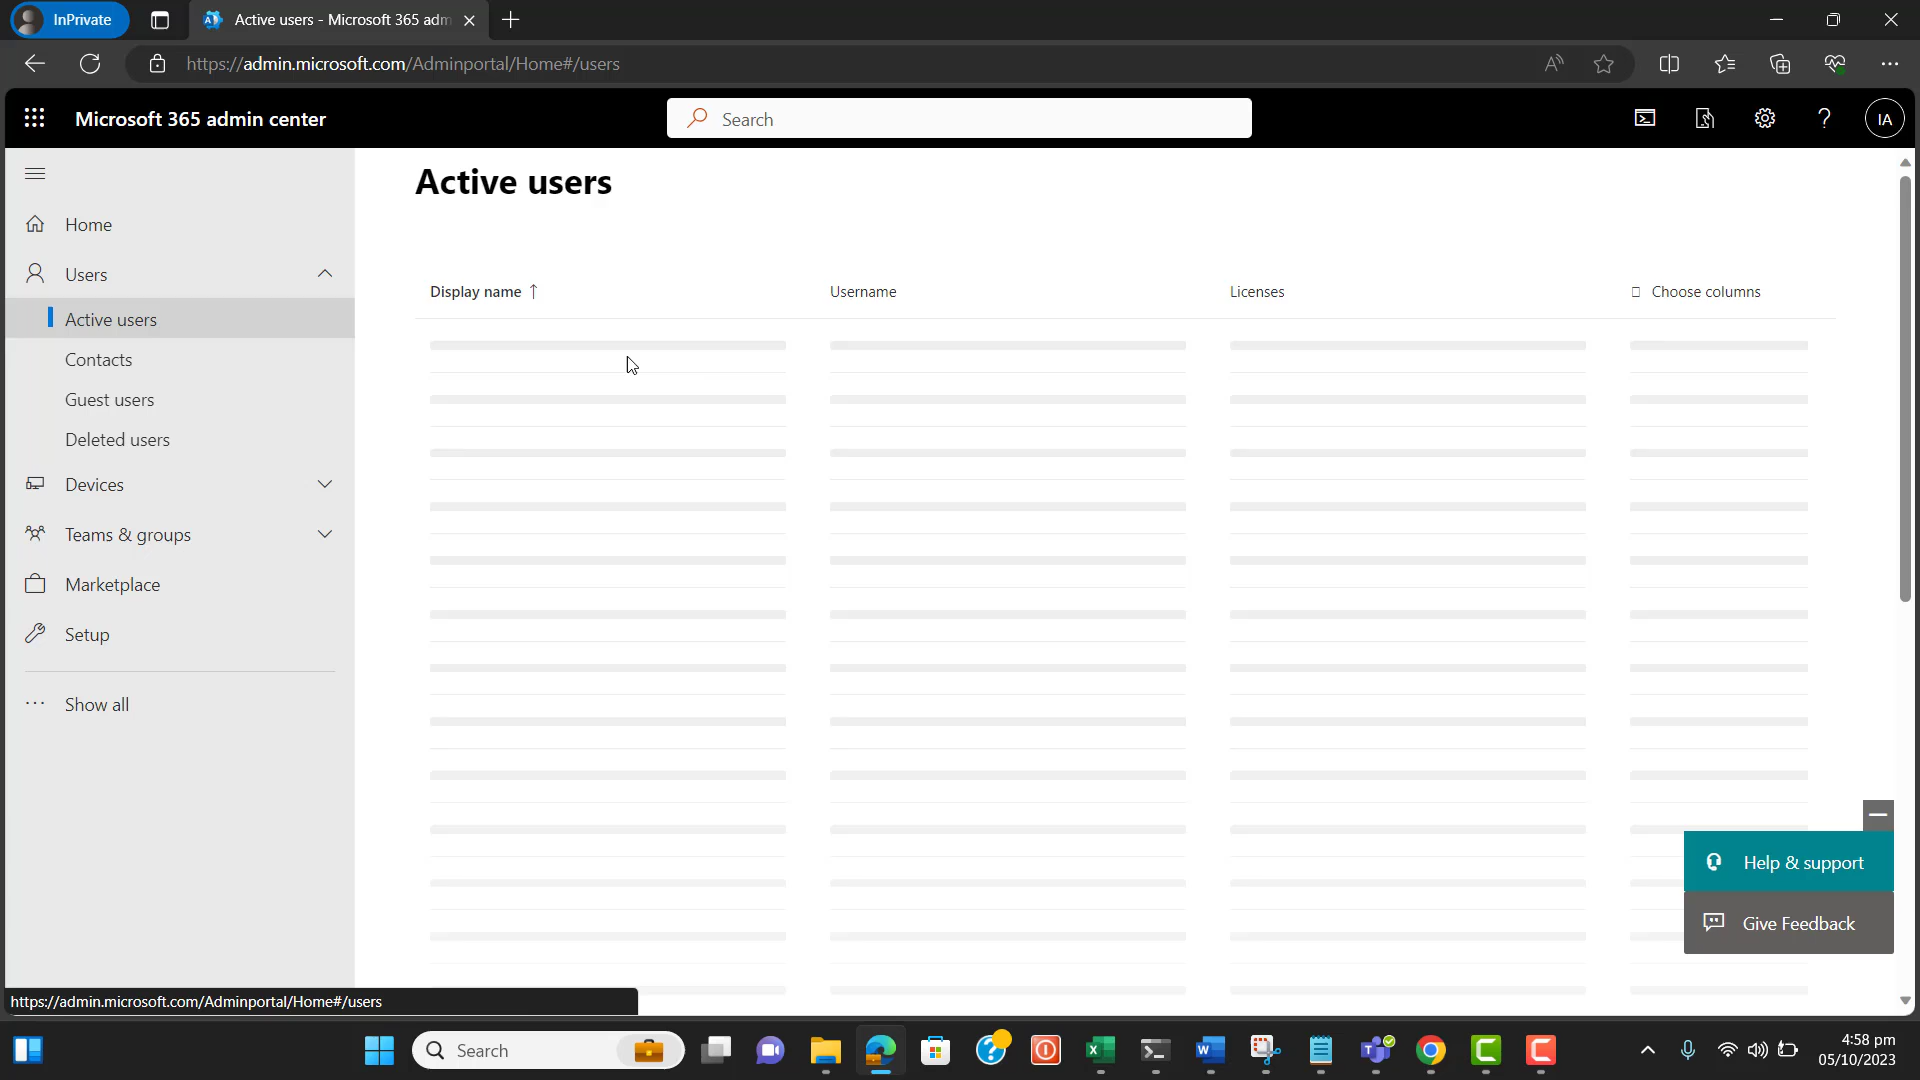 InPrivate
Active users - Microsoft 365 adm
https://admin.microsoft.com/Adminportal/Home#/users
Microsoft 365 admin center
Search
IA
Active users
Home
Users
Active users
Contacts
Guest users
Deleted users
Devices
Teams & groups
Marketplace
Setup
Show all
Display name ↑
Username
Licenses
Choose columns
Help & support
Give Feedback
https://admin.microsoft.com/Adminportal/Home#/users
Search
4:58 pm
05/10/2023